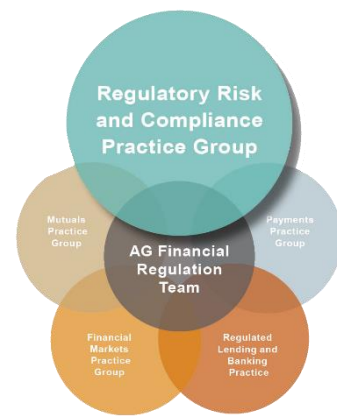 Regulatory Risk
and Compliance
Practice Group
Mutuals
Practice
Group
Payments
Practice
Group
AG Financial
Regulation
Team
Financial
Markets
Practice
Group
Regulated
Lending and
Banking
Practice